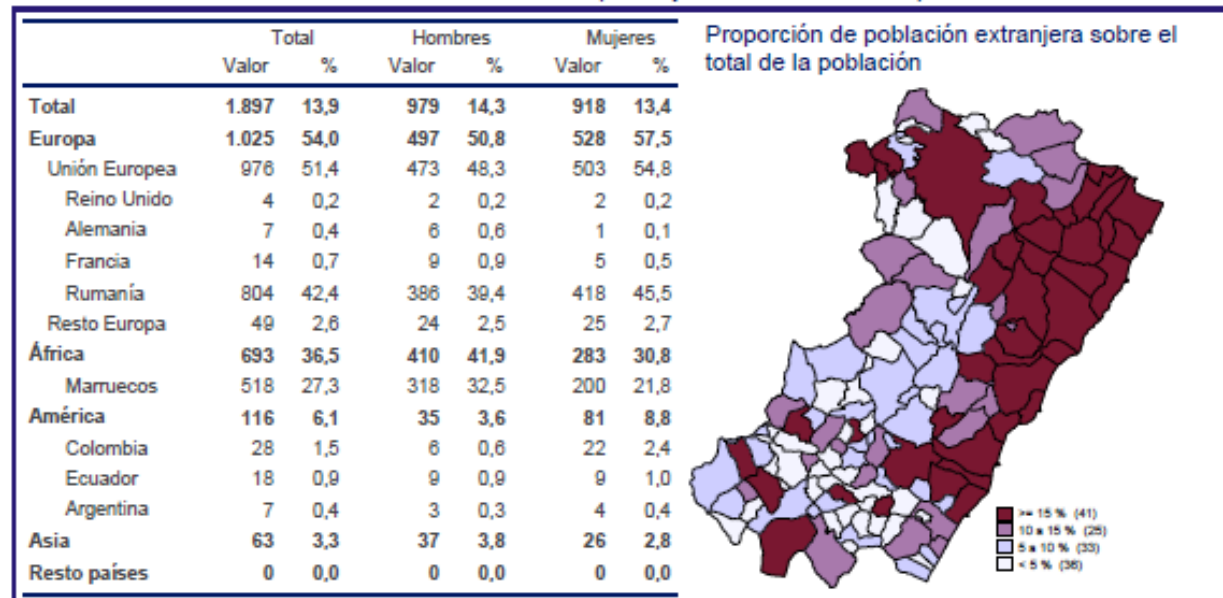 Total Hombres Mujeres
Valor % Valor % Valor %
Total 1.897 13,9 979 14,3 918 13,4
Europa 1.025 54,0 497 50,8 528 57,5
Unión Europea 976 51,4 473 48,3 503 54,8
Reino Unido 4 0,2 2 0,2 2 0,2
Alemania 7 0,4 6 0,6 1 0,1
Francia 14 0,7 9 0,9 5 0,5
Rumanía 804 42,4 386 39,4 418 45,5
Resto Europa 49 2,6 24 2,5 25 2,7
África 693 36,5 410 41,9 283 30,8
Marruecos 518 27,3 318 32,5 200 21,8
América 116 6,1 35 3,6 81 8,8
Colombia 28 1,5 6 0,6 22 2,4
Ecuador 18 0,9 9 0,9 9 1,0
Argentina 7 0,4 3 0,3 4 0,4
Asia 63 3,3 37 3,8 26 2,8
Resto países 0 0,0 0 0,0 0 0,0
Proporción de población extranjera sobre el
total de la población
>= 15 % (41)
10 a 15 % (25)
5 a 10 % (33)
< 5 % (36)